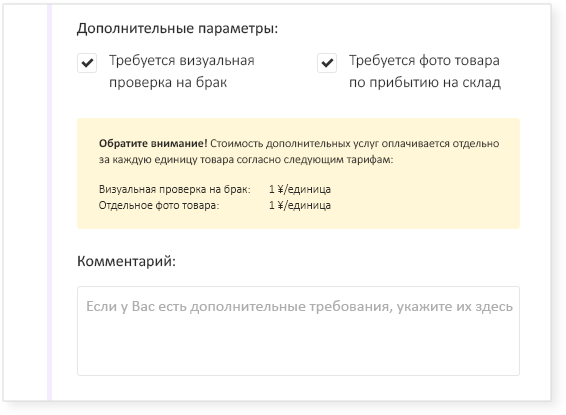 Дополнительные параметры:
Требуется визуальная
проверка на брак
Требуется фото товара
по прибытию на склад
Обратите внимание! Стоимость дополнительных услуг оплачивается отдельно
за каждую единицу товара согласно следующим тарифам:
Визуальная проверка на брак: 1 ¥/единица
Отдельное фото товара: 1 ¥/единица
Комментарий:
Если у Вас есть дополнительные требования, укажите их здесь